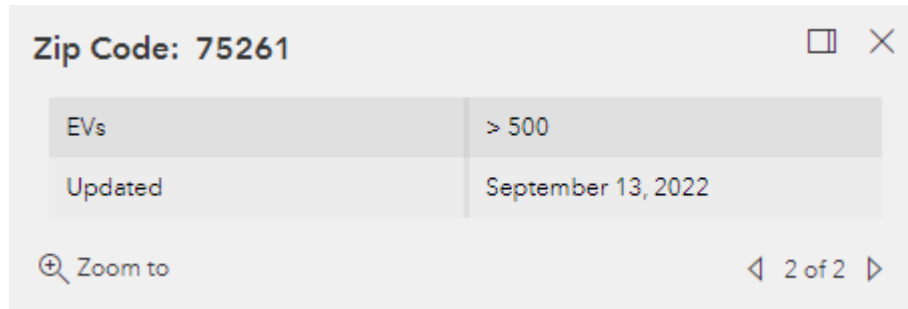 Zip Code: 75261
EVs > 500
Updated September 13, 2022
Zoom to 2 of 2